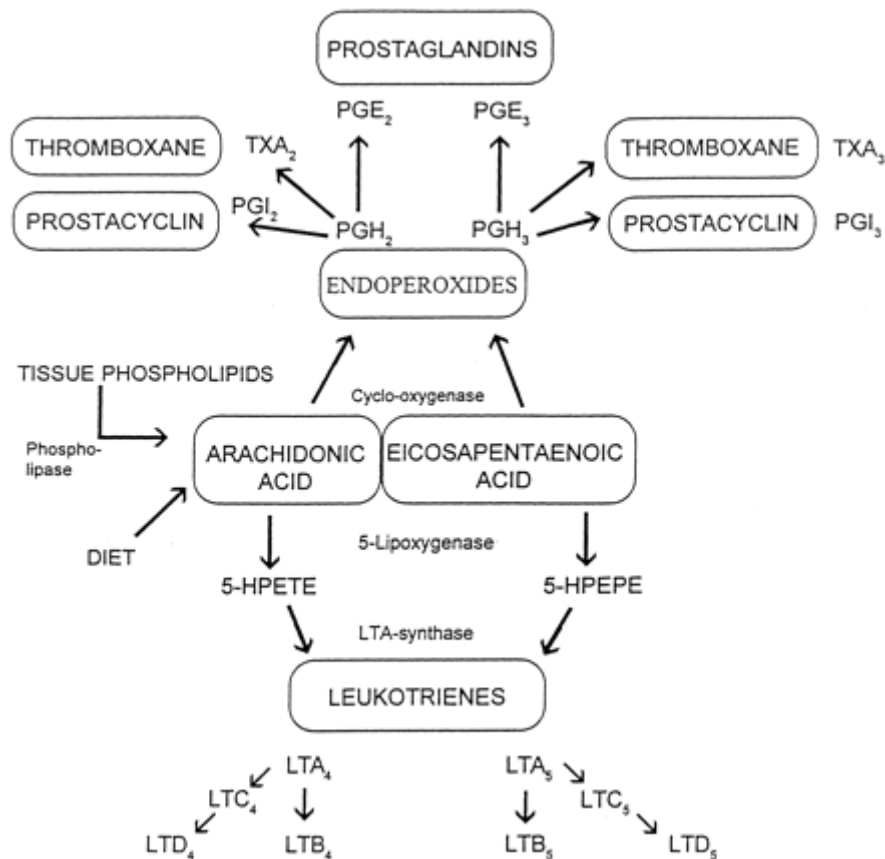 PROSTAGLANDINS
PGE₂ PGE₃
THROMBOXANE TXA₂ THROMBOXANE TXA₃
PROSTACYCLIN PGI₂ PGH₂ PGH₃ PROSTACYCLIN PGI₃
ENDOPEROXIDES
TISSUE PHOSPHOLIPIDS
Cyclo-oxygenase
Phospho-
lipase
ARACHIDONIC
ACID
EICOSAPENTAENOIC
ACID
DIET
5-Lipoxygenase
5-HPETE 5-HPEPE
LTA-synthase
LEUKOTRIENES
LTA₄ LTA₅
LTC₄ LTC₅
LTD₄ LTB₄ LTB₅ LTD₅